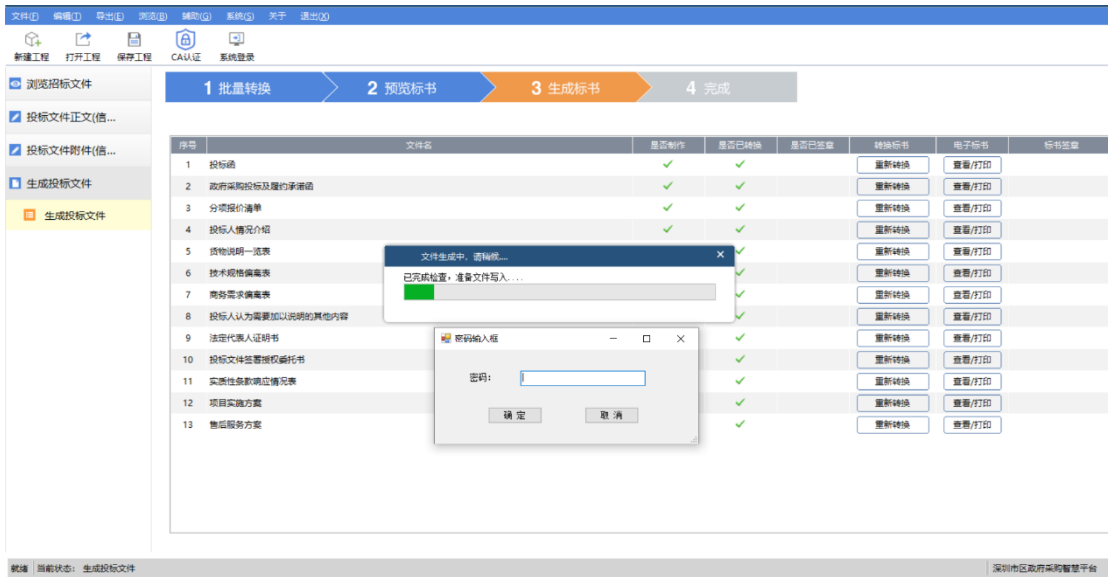 文件(F) 编辑(I) 导出(E) 浏览(B) 辅助(G) 系统(S) 关于 退出(X)
新建工程 打开工程 保存工程 CA认证 系统登录
浏览招标文件
投标文件正文(信...
投标文件附件(信...
生成投标文件
生成投标文件
1 批量转换 2 预览标书 3 生成标书 4 完成
序号 文件名 是否制作 是否已转换 是否已签章 转换标书 电子标书 标书签章
1 投标函 重新转换 查看/打印
2 政府采购投标及履约承诺函 重新转换 查看/打印
3 分项报价清单 重新转换 查看/打印
4 投标人情况介绍 重新转换 查看/打印
5 货物说明一览表 重新转换 查看/打印
6 技术规格偏离表 重新转换 查看/打印
7 商务需求偏离表 重新转换 查看/打印
8 投标人认为需要加以说明的其他内容 重新转换 查看/打印
9 法定代表人证明书 重新转换 查看/打印
10 投标文件签署授权委托书 重新转换 查看/打印
11 实质性条款响应情况表 重新转换 查看/打印
12 项目实施方案 重新转换 查看/打印
13 售后服务方案 重新转换 查看/打印
文件生成中, 请稍候....
已完成检查，准备文件写入....
密码输入框
密码:
确定 取消
就绪 当前状态: 生成投标文件 深圳市区政府采购智慧平台